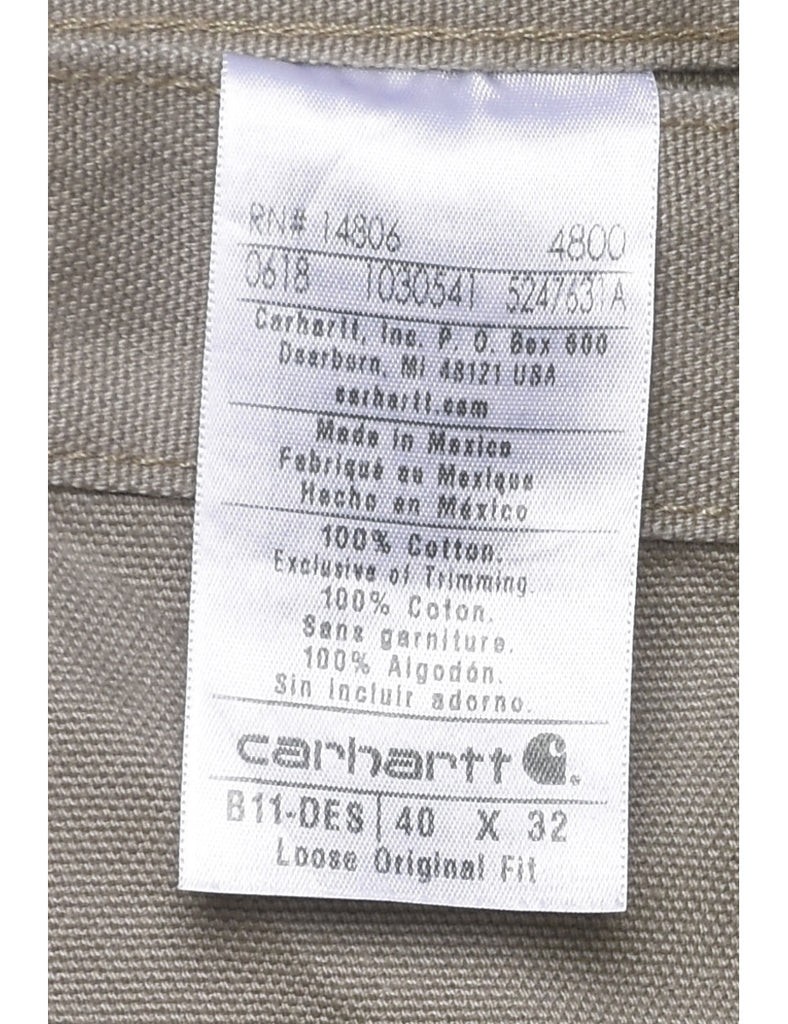 RN# 14806 4800
0618 1030541 5247631A
Carhartt, Inc. P. O. Box 600
Dearborn, MI 48121 USA
carhartt.com
Made in Mexico
Fabriqué au Mexique
Hecho en México
100% Cotton.
Exclusive of Trimming.
100% Coton.
Sans garniture.
100% Algodón.
Sin incluir adorno.
carhartt
B11-DES 40 X 32
Loose Original Fit